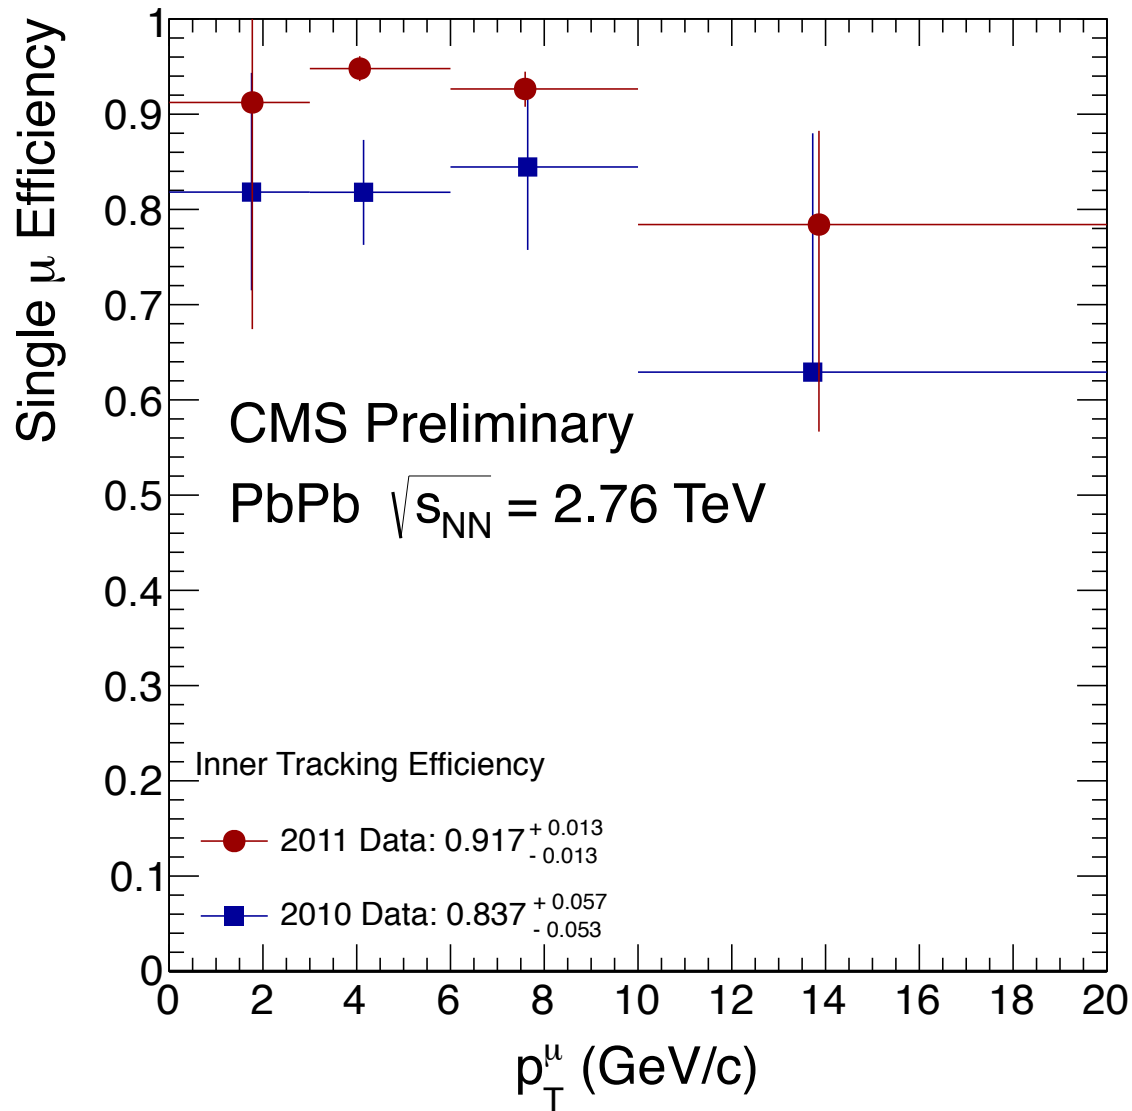 Single μ Efficiency
1
0.9
0.8
0.7
0.6
0.5
0.4
0.3
0.2
0.1
0
CMS Preliminary
PbPb √s_NN = 2.76 TeV
Inner Tracking Efficiency
2011 Data: 0.917 + 0.013 - 0.013
2010 Data: 0.837 + 0.057 - 0.053
0 2 4 6 8 10 12 14 16 18 20
p_T^μ (GeV/c)